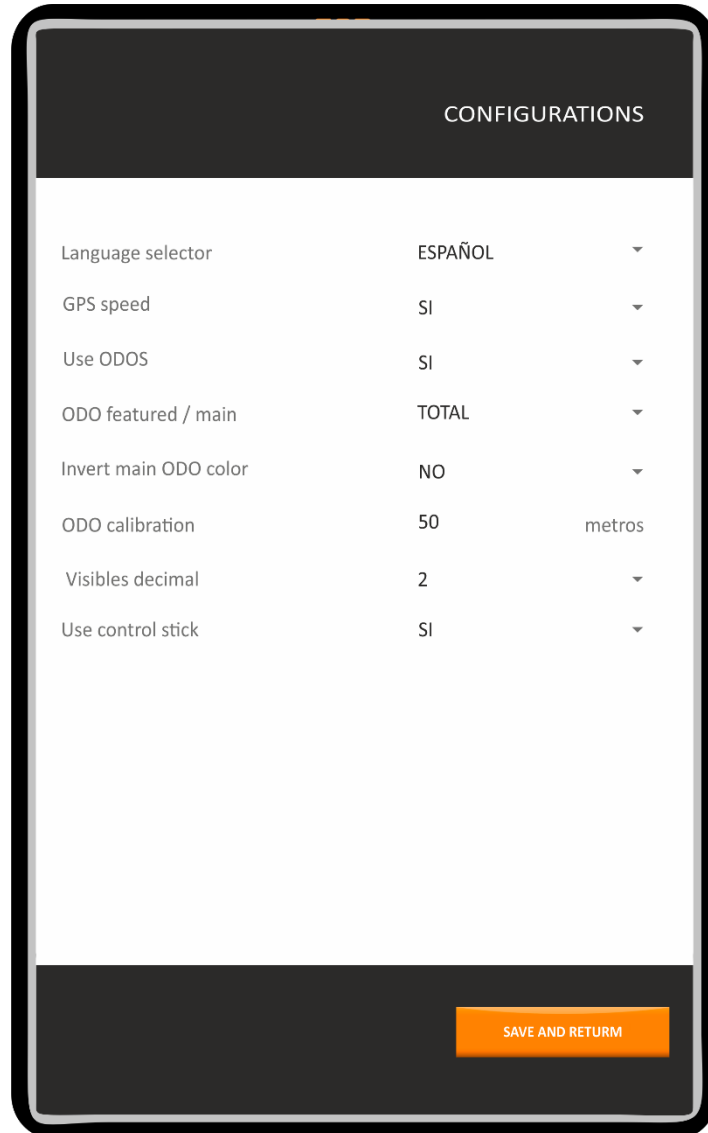 CONFIGURATIONS
Language selector ESPAÑOL
GPS speed SI
Use ODOS SI
ODO featured / main TOTAL
Invert main ODO color NO
ODO calibration 50 metros
Visibles decimal 2
Use control stick SI
SAVE AND RETURM